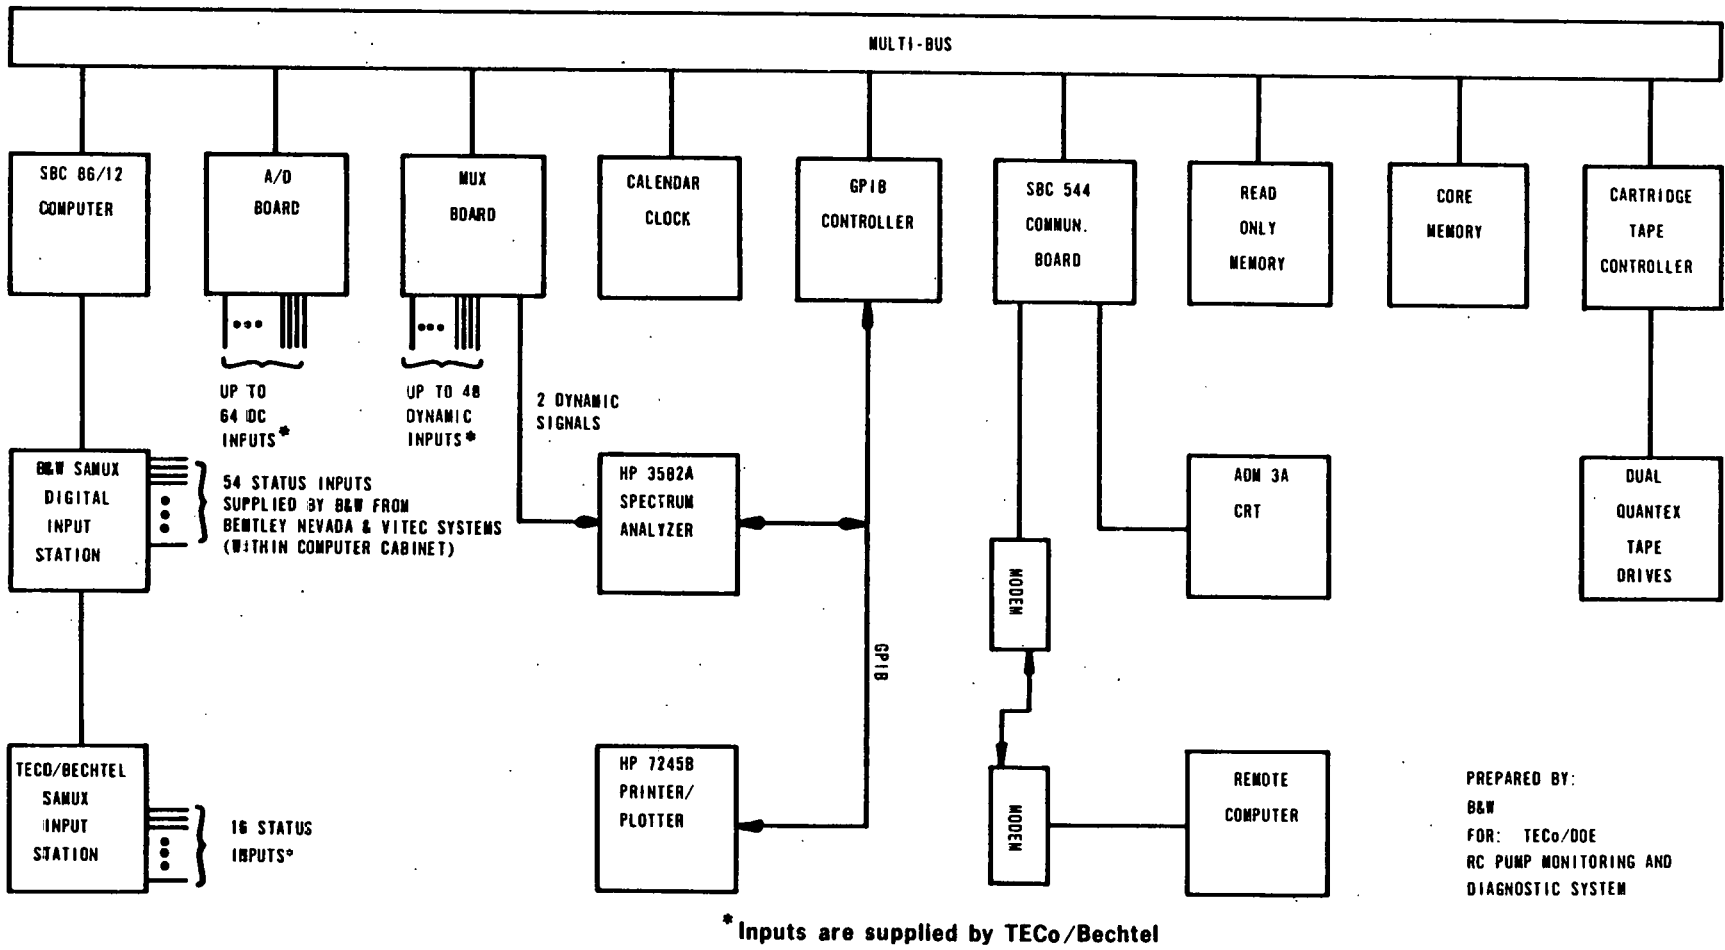 MULTI-BUS
SBC 86/12
COMPUTER
A/D
BOARD
MUX
BOARD
CALENDAR
CLOCK
GPIB
CONTROLLER
SBC 544
COMMUN.
BOARD
READ
ONLY
MEMORY
CORE
MEMORY
CARTRIDGE
TAPE
CONTROLLER
UP TO
64 DC
INPUTS*
UP TO 48
DYNAMIC
INPUTS*
2 DYNAMIC
SIGNALS
B&W SAMUX
DIGITAL
INPUT
STATION
54 STATUS INPUTS
SUPPLIED BY B&W FROM
BENTLEY NEVADA & VITEC SYSTEMS
(WITHIN COMPUTER CABINET)
HP 3582A
SPECTRUM
ANALYZER
ADM 3A
CRT
DUAL
QUANTEX
TAPE
DRIVES
MODEM
GPIB
TECO/BECHTEL
SAMUX
INPUT
STATION
16 STATUS
INPUTS*
HP 7245B
PRINTER/
PLOTTER
MODEM
REMOTE
COMPUTER
PREPARED BY:
B&W
FOR: TECo/DOE
RC PUMP MONITORING AND
DIAGNOSTIC SYSTEM
*Inputs are supplied by TECo/Bechtel